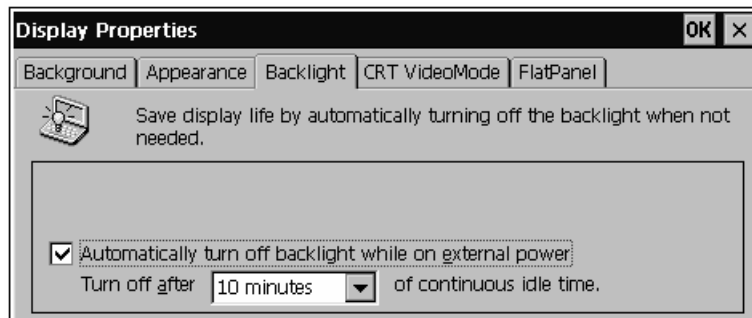 Display Properties OK ×
Background Appearance Backlight CRT VideoMode FlatPanel
Save display life by automatically turning off the backlight when not
needed.
Automatically turn off backlight while on external power
Turn off after 10 minutes of continuous idle time.